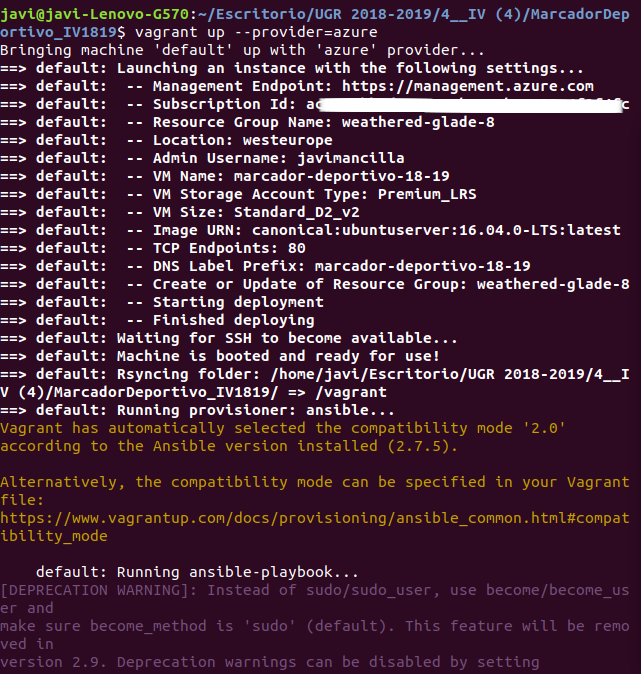 javi@javi-Lenovo-G570:~/Escritorio/UGR 2018-2019/4__IV (4)/MarcadorDep
ortivo_IV1819$ vagrant up --provider=azure
Bringing machine 'default' up with 'azure' provider...
==> default: Launching an instance with the following settings...
==> default:  -- Management Endpoint: https://management.azure.com
==> default:  -- Subscription Id:
==> default:  -- Resource Group Name: weathered-glade-8
==> default:  -- Location: westeurope
==> default:  -- Admin Username: javimancilla
==> default:  -- VM Name: marcador-deportivo-18-19
==> default:  -- VM Storage Account Type: Premium_LRS
==> default:  -- VM Size: Standard_D2_v2
==> default:  -- Image URN: canonical:ubuntuserver:16.04.0-LTS:latest
==> default:  -- TCP Endpoints: 80
==> default:  -- DNS Label Prefix: marcador-deportivo-18-19
==> default:  -- Create or Update of Resource Group: weathered-glade-8
==> default:  -- Starting deployment
==> default:  -- Finished deploying
==> default: Waiting for SSH to become available...
==> default: Machine is booted and ready for use!
==> default: Rsyncing folder: /home/javi/Escritorio/UGR 2018-2019/4__I
V (4)/MarcadorDeportivo_IV1819/ => /vagrant
==> default: Running provisioner: ansible...
Vagrant has automatically selected the compatibility mode '2.0'
according to the Ansible version installed (2.7.5).

Alternatively, the compatibility mode can be specified in your Vagrant
file:
https://www.vagrantup.com/docs/provisioning/ansible_common.html#compat
ibility_mode

    default: Running ansible-playbook...
[DEPRECATION WARNING]: Instead of sudo/sudo_user, use become/become_us
er and
make sure become_method is 'sudo' (default). This feature will be remo
ved in
version 2.9. Deprecation warnings can be disabled by setting